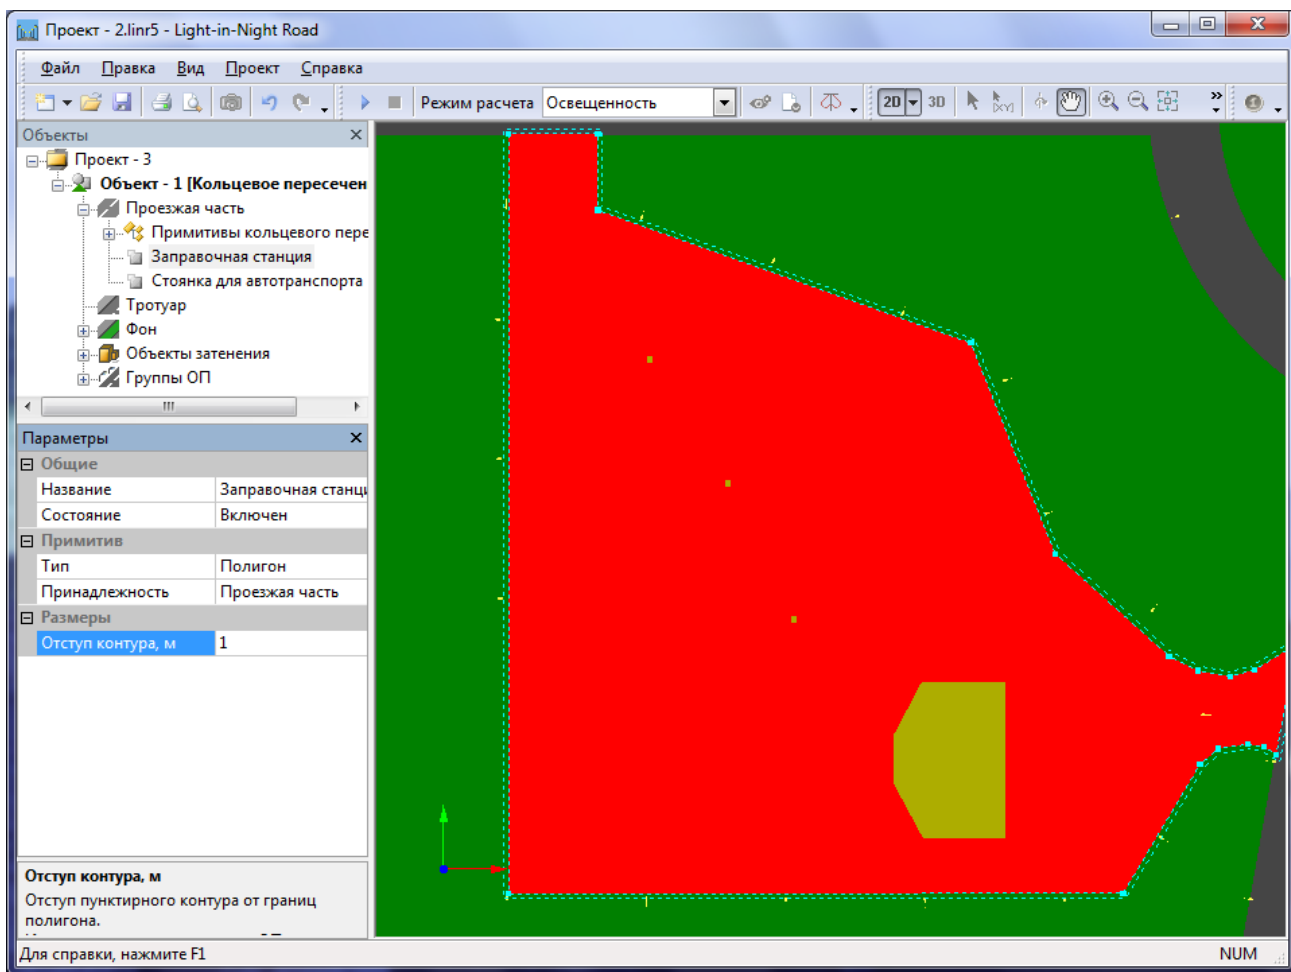 Проект - 2.linr5 - Light-in-Night Road
Файл Правка Вид Проект Справка
Режим расчета Освещенность 2D 3D
Объекты
Проект - 3
Объект - 1 [Кольцевое пересечен
Проезжая часть
Примитивы кольцевого пере
Заправочная станция
Стоянка для автотранспорта
Тротуар
Фон
Объекты затенения
Группы ОП
Параметры
Общие
Название Заправочная станци
Состояние Включен
Примитив
Тип Полигон
Принадлежность Проезжая часть
Размеры
Отступ контура, м 1
Отступ контура, м
Отступ пунктирного контура от границ
полигона.
Для справки, нажмите F1 NUM